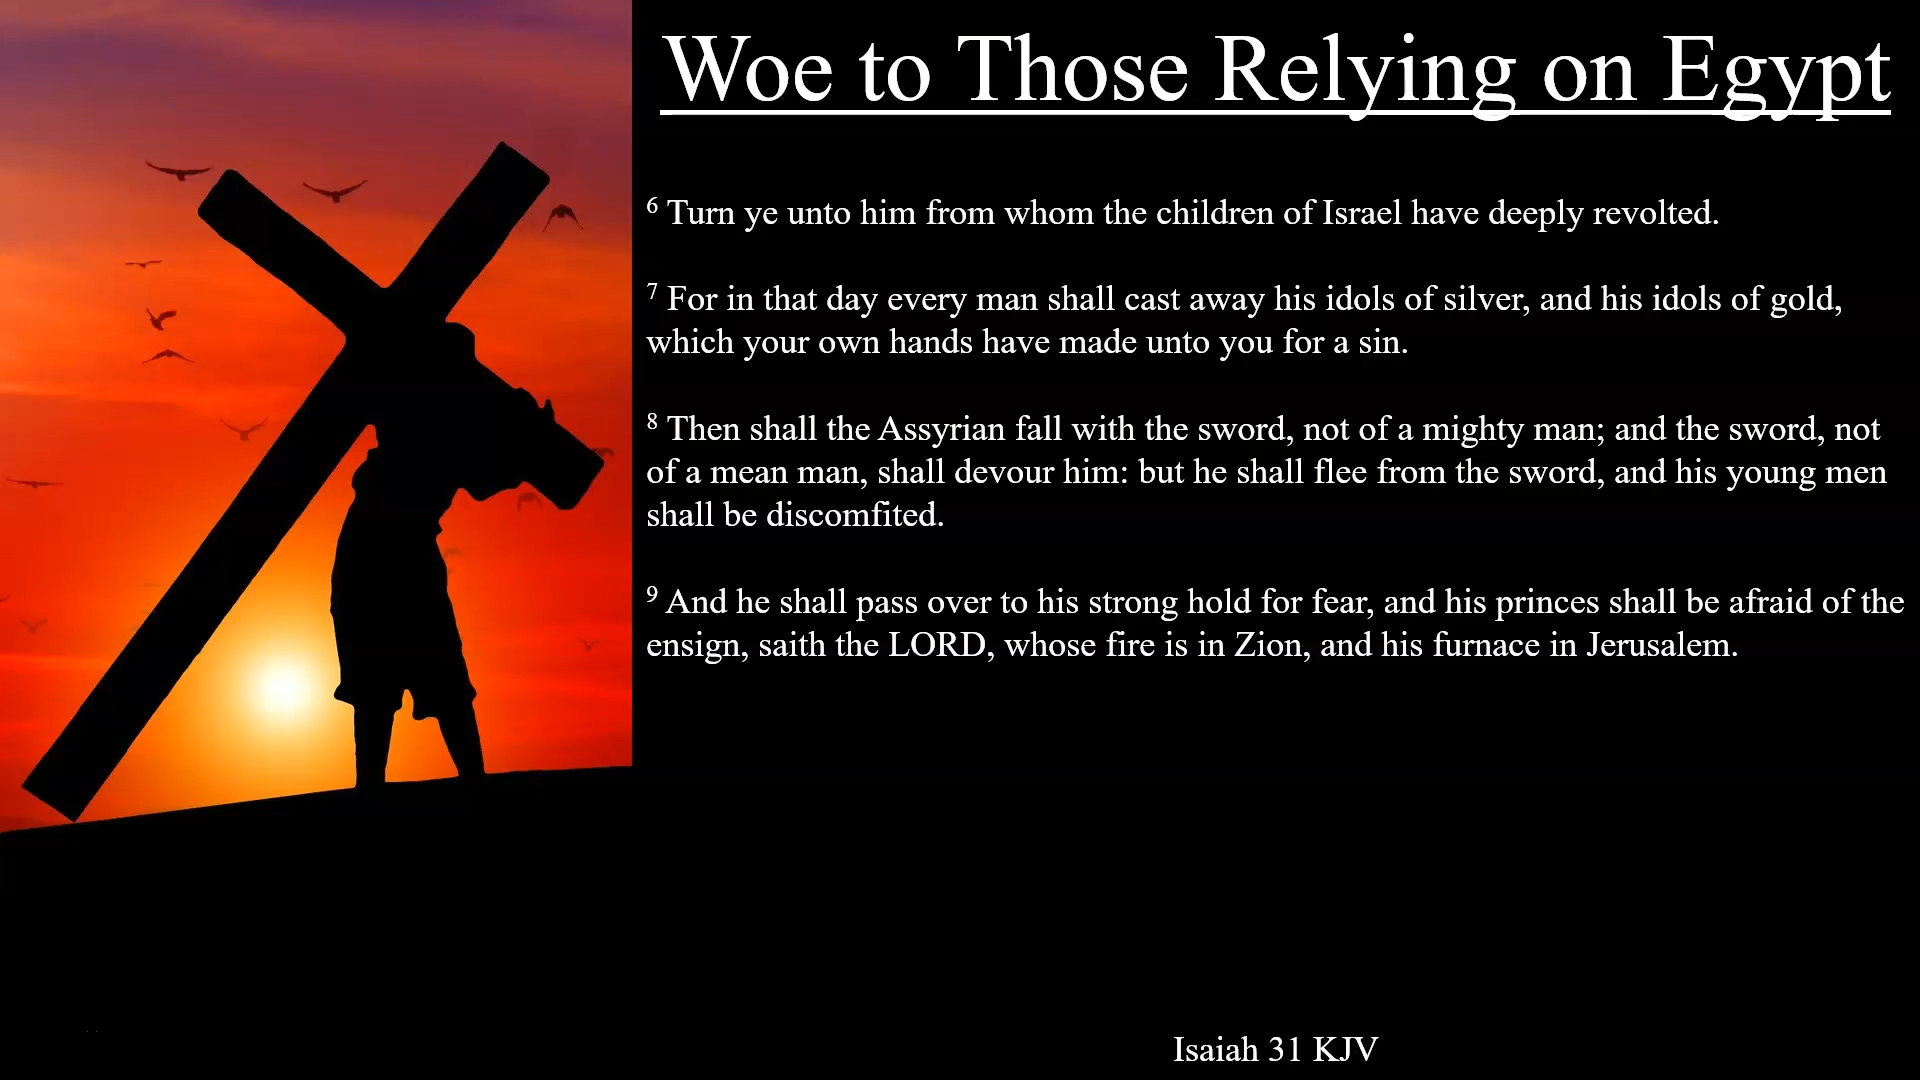 Woe to Those Relying on Egypt
6 Turn ye unto him from whom the children of Israel have deeply revolted.
7 For in that day every man shall cast away his idols of silver, and his idols of gold,
which your own hands have made unto you for a sin.
8 Then shall the Assyrian fall with the sword, not of a mighty man; and the sword, not
of a mean man, shall devour him: but he shall flee from the sword, and his young men
shall be discomfited.
9 And he shall pass over to his strong hold for fear, and his princes shall be afraid of the
ensign, saith the LORD, whose fire is in Zion, and his furnace in Jerusalem.
Isaiah 31 KJV